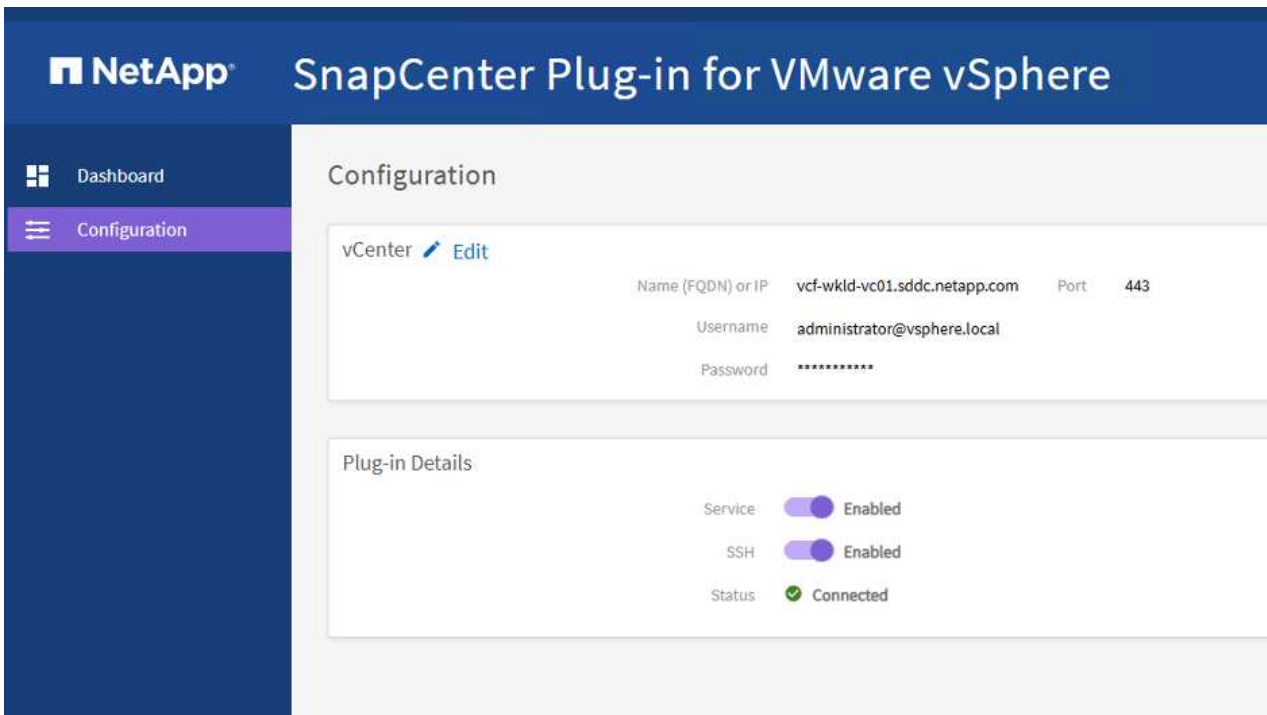 NetApp SnapCenter Plug-in for VMware vSphere
Dashboard
Configuration
Configuration
vCenter Edit
Name (FQDN) or IP vcf-wkld-vc01.sddc.netapp.com Port 443
Username administrator@vsphere.local
Password ***********
Plug-in Details
Service Enabled
SSH Enabled
Status Connected